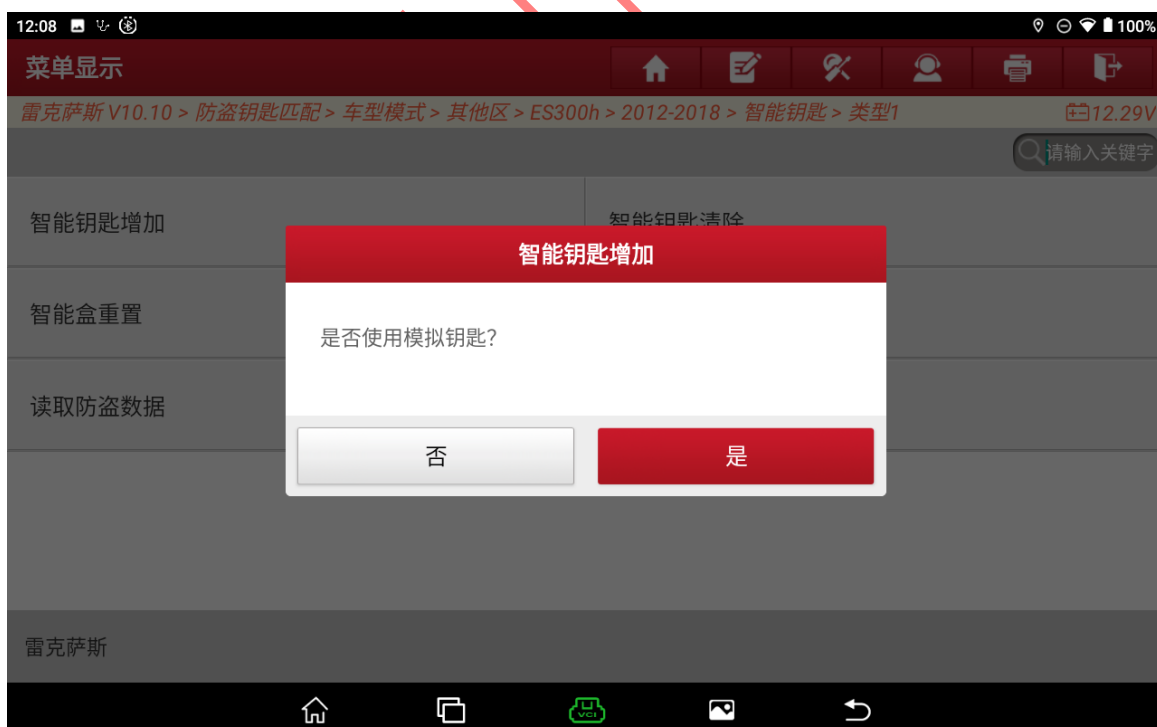 12:08
100%
菜单显示
雷克萨斯 V10.10 > 防盗钥匙匹配 > 车型模式 > 其他区 > ES300h > 2012-2018 > 智能钥匙 > 类型1
12.29V
请输入关键字
智能钥匙增加
智能钥匙清除
智能钥匙增加
智能盒重置
是否使用模拟钥匙?
读取防盗数据
否
是
雷克萨斯
VCI